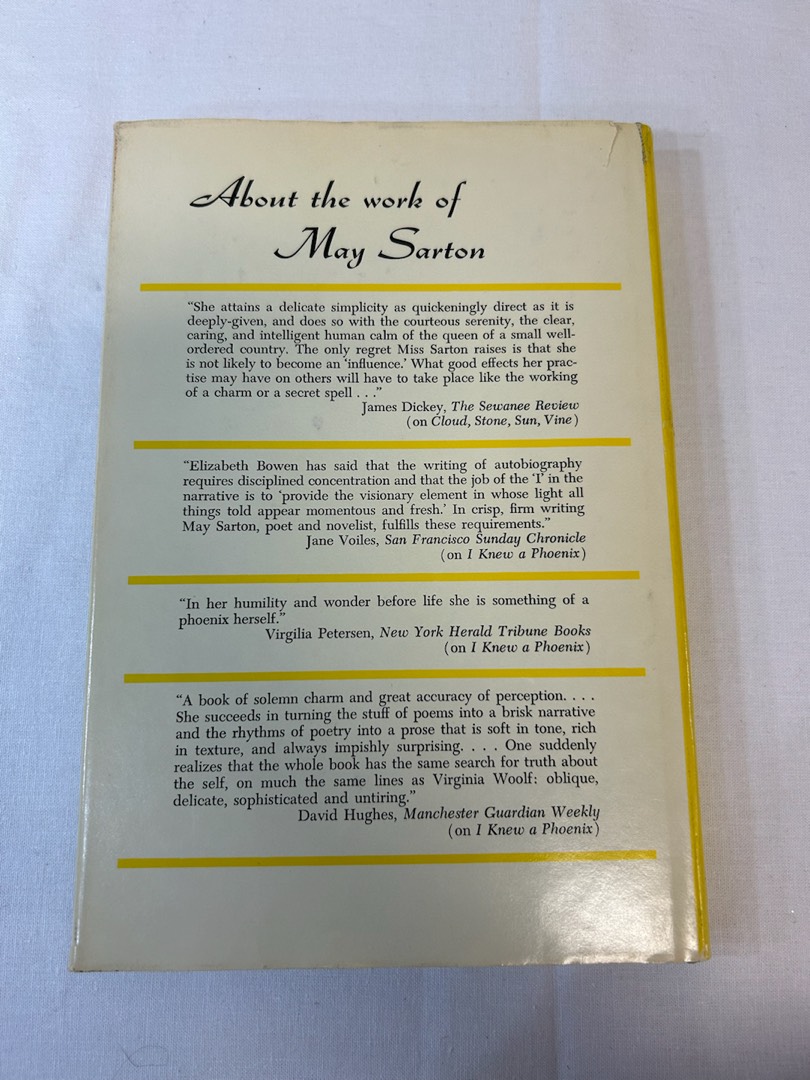 About the work of
May Sarton
“She attains a delicate simplicity as quickeningly direct as it is
deeply-given, and does so with the courteous serenity, the clear,
caring, and intelligent human calm of the queen of a small well-
ordered country. The only regret Miss Sarton raises is that she
is not likely to become an ‘influence.’ What good effects her prac-
tise may have on others will have to take place like the working
of a charm or a secret spell . . .”
James Dickey, The Sewanee Review
(on Cloud, Stone, Sun, Vine)
“Elizabeth Bowen has said that the writing of autobiography
requires disciplined concentration and that the job of the ‘I’ in the
narrative is to ‘provide the visionary element in whose light all
things told appear momentous and fresh.’ In crisp, firm writing
May Sarton, poet and novelist, fulfills these requirements.”
Jane Voiles, San Francisco Sunday Chronicle
(on I Knew a Phoenix)
“In her humility and wonder before life she is something of a
phoenix herself.”
Virgilia Petersen, New York Herald Tribune Books
(on I Knew a Phoenix)
“A book of solemn charm and great accuracy of perception. . . .
She succeeds in turning the stuff of poems into a brisk narrative
and the rhythms of poetry into a prose that is soft in tone, rich
in texture, and always impishly surprising. . . . One suddenly
realizes that the whole book has the same search for truth about
the self, on much the same lines as Virginia Woolf: oblique,
delicate, sophisticated and untiring.”
David Hughes, Manchester Guardian Weekly
(on I Knew a Phoenix)